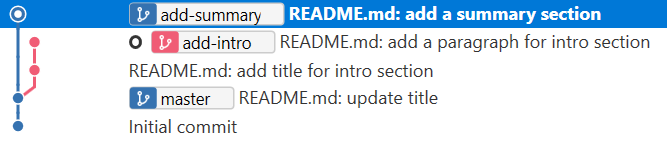 add-summary README.md: add a summary section
add-intro README.md: add a paragraph for intro section
README.md: add title for intro section
master README.md: update title
Initial commit